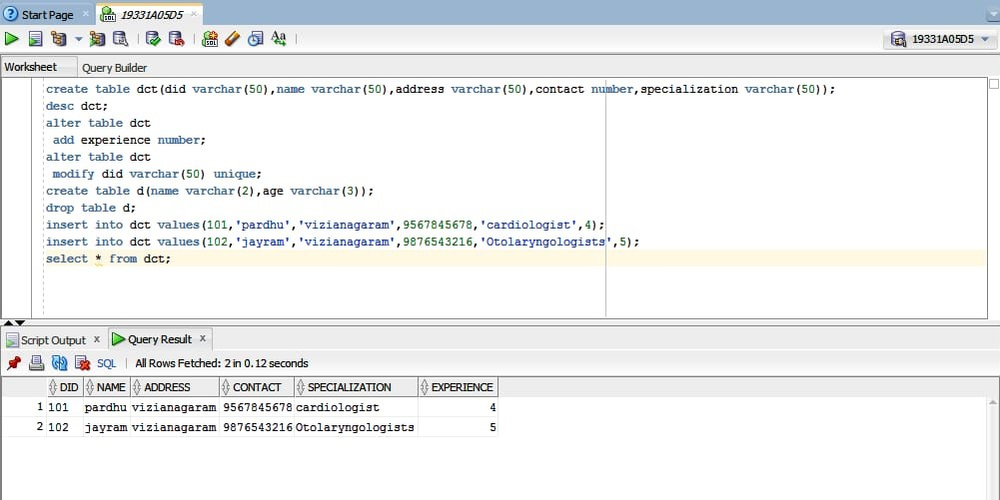 Start Page × 19331A05D5 ×
19331A05D5
Worksheet Query Builder
create table dct(did varchar(50),name varchar(50),address varchar(50),contact number,specialization varchar(50));
desc dct;
alter table dct
add experience number;
alter table dct
modify did varchar(50) unique;
create table d(name varchar(2),age varchar(3));
drop table d;
insert into dct values(101,'pardhu','vizianagaram',9567845678,'cardiologist',4);
insert into dct values(102,'jayram','vizianagaram',9876543216,'Otolaryngologists',5);
select * from dct;
Script Output × Query Result ×
SQL | All Rows Fetched: 2 in 0.12 seconds
DID NAME ADDRESS CONTACT SPECIALIZATION EXPERIENCE
1 101 pardhu vizianagaram 9567845678 cardiologist 4
2 102 jayram vizianagaram 9876543216 Otolaryngologists 5